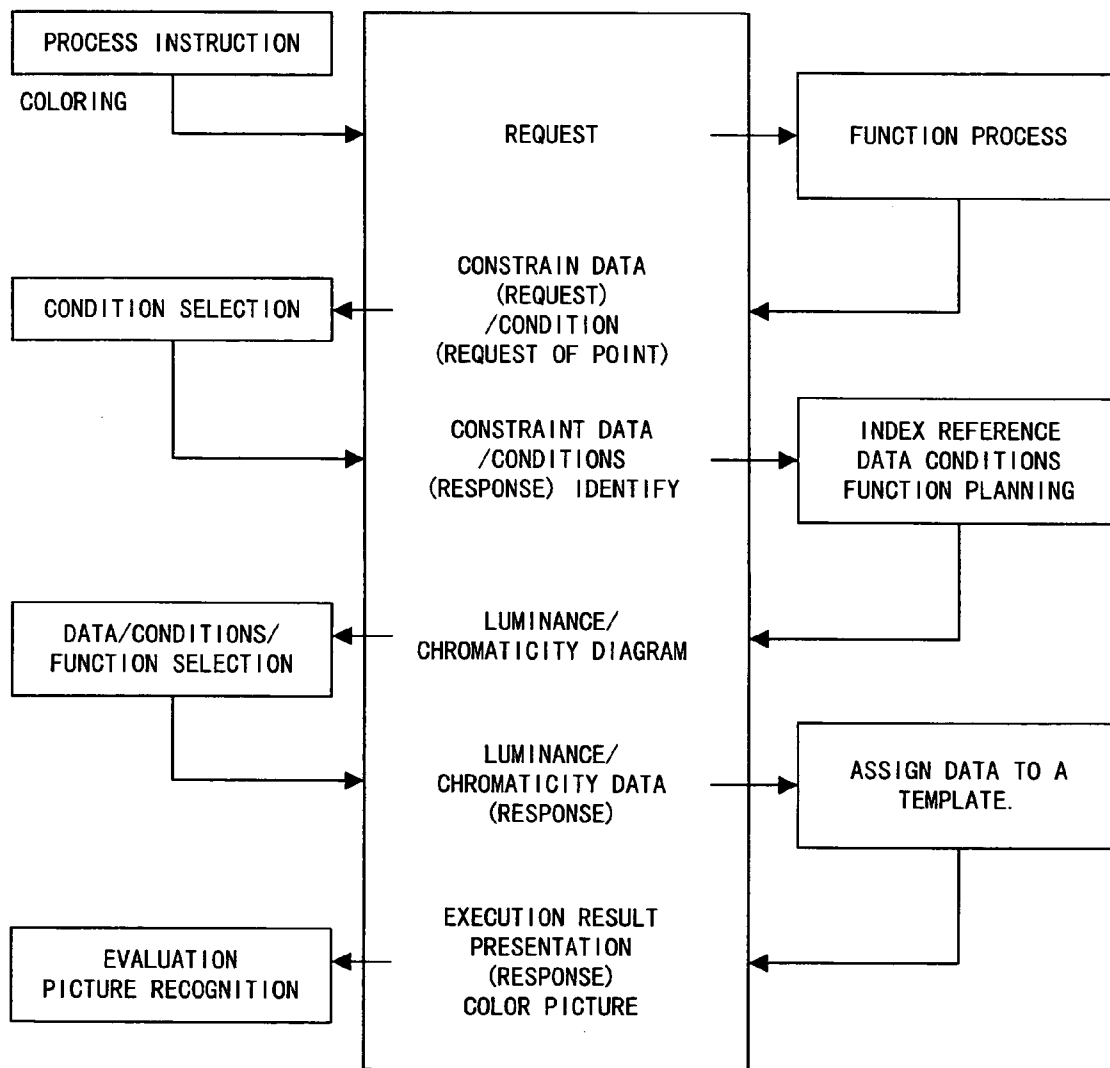 PROCESS INSTRUCTION
COLORING
REQUEST
FUNCTION PROCESS
CONSTRAIN DATA
(REQUEST)
/CONDITION
(REQUEST OF POINT)
CONDITION SELECTION
CONSTRAINT DATA
/CONDITIONS
(RESPONSE) IDENTIFY
INDEX REFERENCE
DATA CONDITIONS
FUNCTION PLANNING
LUMINANCE/
CHROMATICITY DIAGRAM
DATA/CONDITIONS/
FUNCTION SELECTION
LUMINANCE/
CHROMATICITY DATA
(RESPONSE)
ASSIGN DATA TO A
TEMPLATE.
EXECUTION RESULT
PRESENTATION
(RESPONSE)
COLOR PICTURE
EVALUATION
PICTURE RECOGNITION